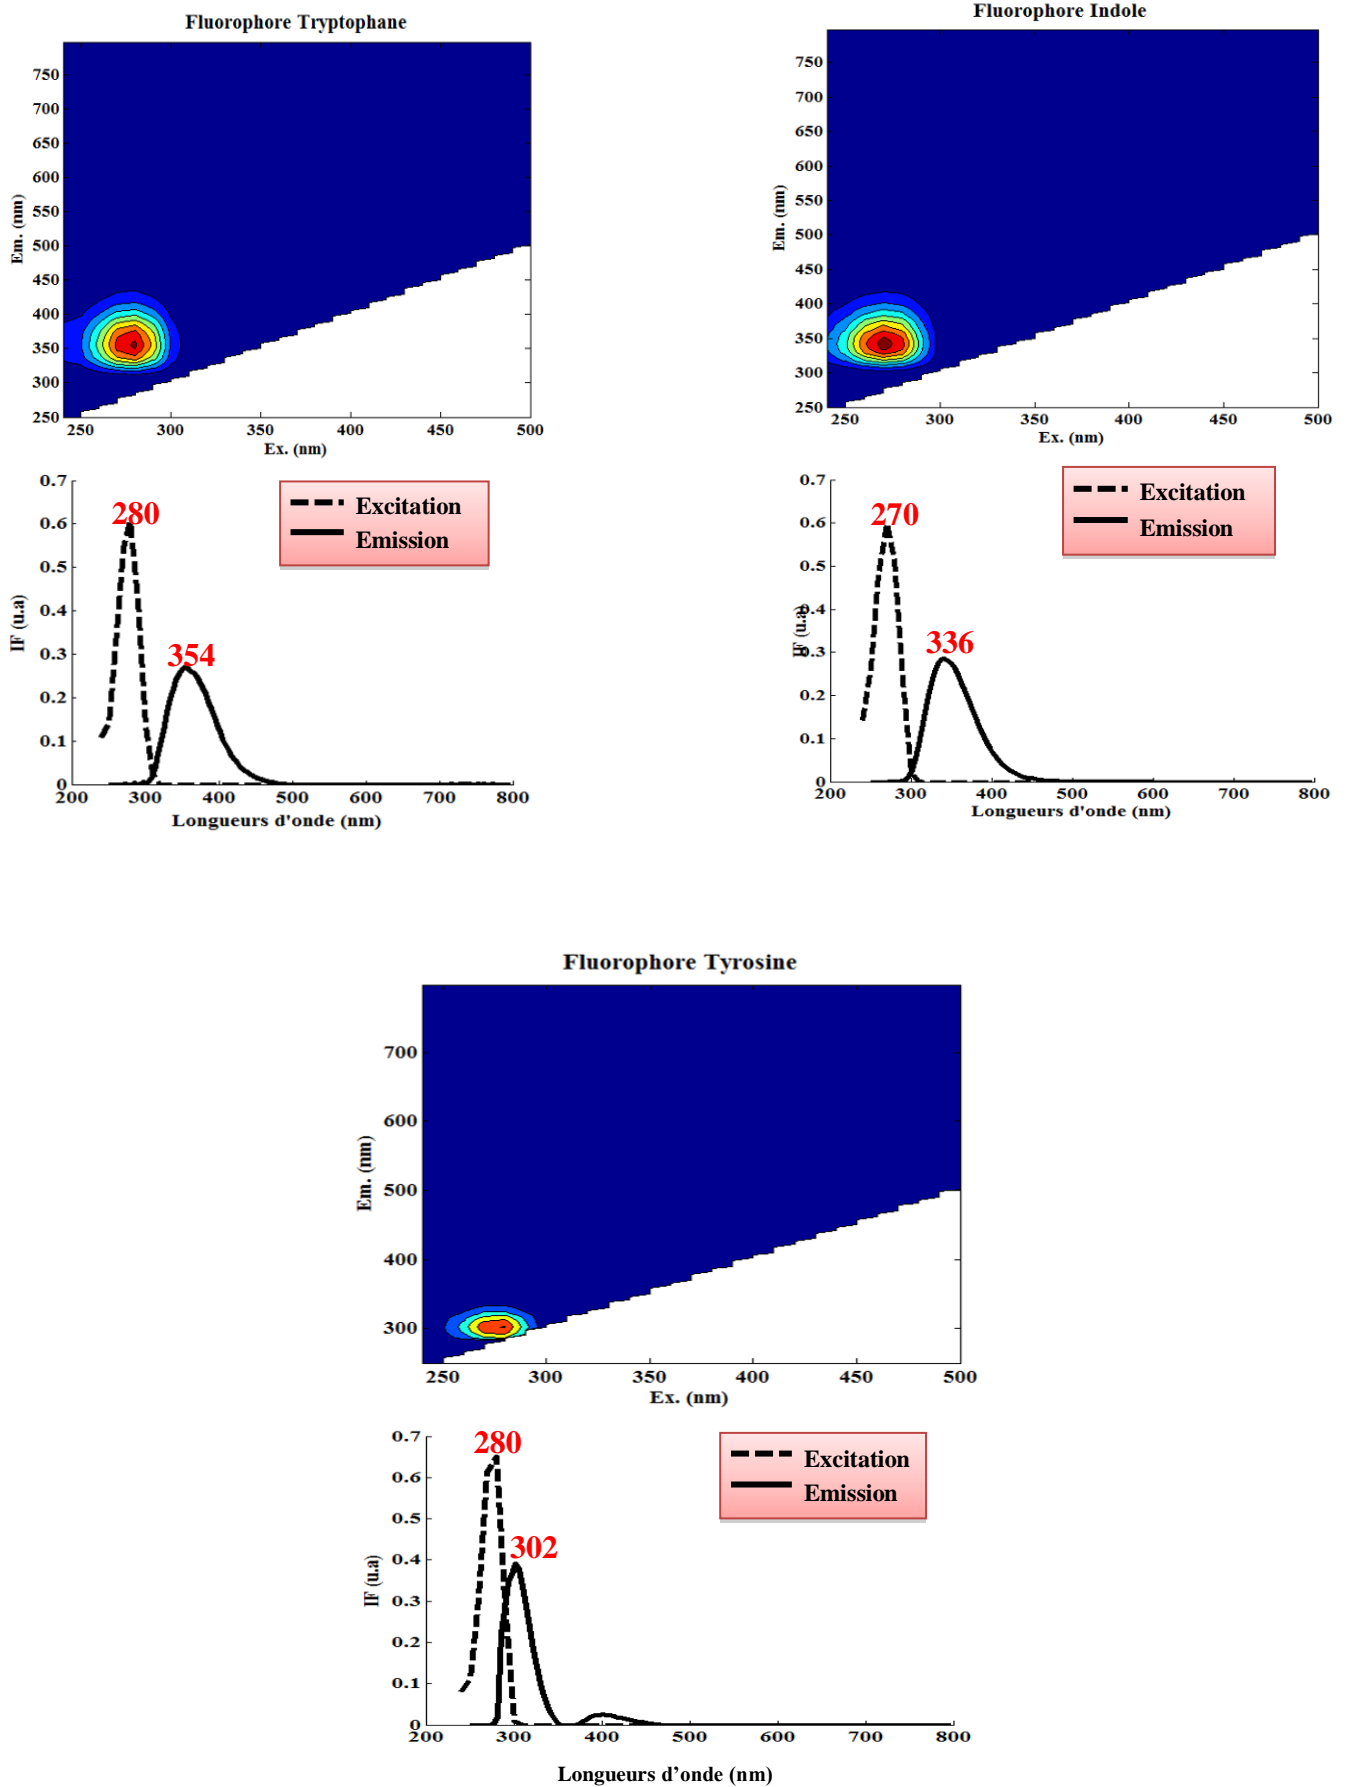 Fluorophore Tryptophane
750
700
650
600
550
500
450
400
350
300
250
Em. (nm)
250 300 350 400 450 500
Ex. (nm)
0.7
0.6
0.5
0.4
0.3
0.2
0.1
0
IF (u.a)
280
354
Excitation
Emission
200 300 400 500 600 700 800
Longueurs d'onde (nm)
Fluorophore Indole
750
700
650
600
550
500
450
400
350
300
250
Em. (nm)
250 300 350 400 450 500
Ex. (nm)
0.7
0.6
0.5
0.4
0.3
0.2
0.1
0
IF (u.a)
270
336
Excitation
Emission
200 300 400 500 600 700 800
Longueurs d'onde (nm)
Fluorophore Tyrosine
700
600
500
400
300
Em. (nm)
250 300 350 400 450 500
Ex. (nm)
0.7
0.6
0.5
0.4
0.3
0.2
0.1
0
IF (u.a)
280
302
Excitation
Emission
200 300 400 500 600 700 800
Longueurs d’onde (nm)